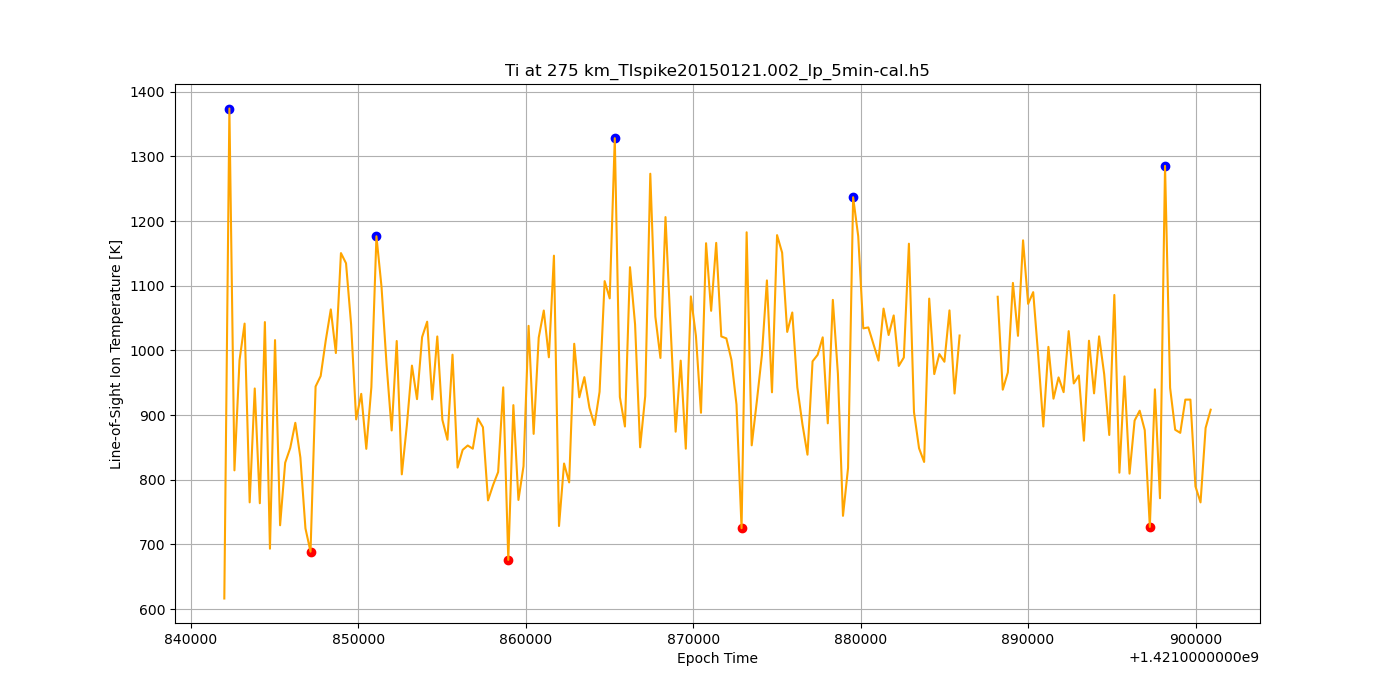 Ti at 275 km_TIspike20150121.002_lp_5min-cal.h5
Line-of-Sight Ion Temperature [K]
1400
1300
1200
1100
1000
900
800
700
600
840000 850000 860000 870000 880000 890000 900000
Epoch Time
+1.4210000000e9